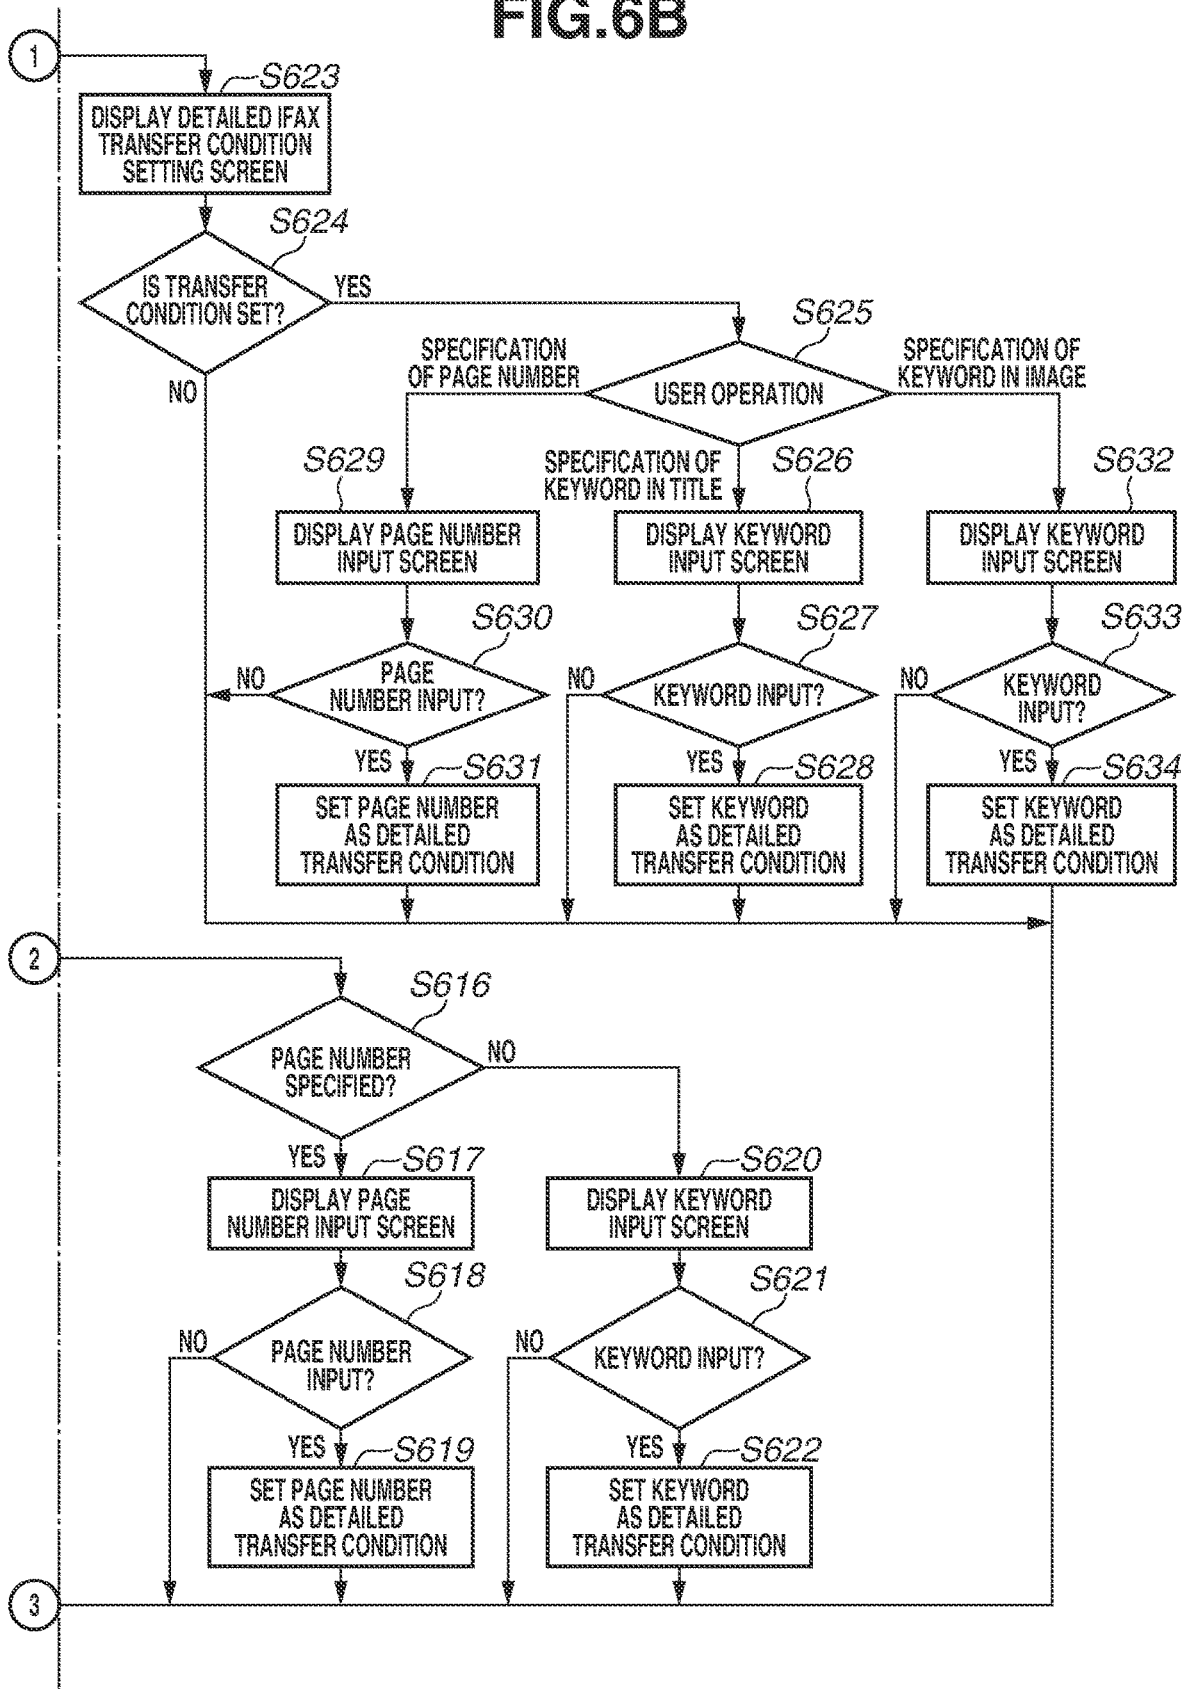 FIG.6B
1
S623
DISPLAY DETAILED IFAX
TRANSFER CONDITION
SETTING SCREEN
S624
IS TRANSFER
CONDITION SET?
YES
NO
S625
USER OPERATION
SPECIFICATION
OF PAGE NUMBER
SPECIFICATION OF
KEYWORD IN IMAGE
SPECIFICATION OF
KEYWORD IN TITLE
S629
DISPLAY PAGE NUMBER
INPUT SCREEN
S626
DISPLAY KEYWORD
INPUT SCREEN
S632
DISPLAY KEYWORD
INPUT SCREEN
S630
PAGE
NUMBER INPUT?
NO
YES
S627
KEYWORD INPUT?
NO
YES
S633
KEYWORD
INPUT?
NO
YES
S631
SET PAGE NUMBER
AS DETAILED
TRANSFER CONDITION
S628
SET KEYWORD
AS DETAILED
TRANSFER CONDITION
S634
SET KEYWORD
AS DETAILED
TRANSFER CONDITION
2
S616
PAGE NUMBER
SPECIFIED?
NO
YES
S617
DISPLAY PAGE
NUMBER INPUT SCREEN
S620
DISPLAY KEYWORD
INPUT SCREEN
S618
PAGE NUMBER
INPUT?
NO
YES
S621
KEYWORD INPUT?
NO
YES
S619
SET PAGE NUMBER
AS DETAILED
TRANSFER CONDITION
S622
SET KEYWORD
AS DETAILED
TRANSFER CONDITION
3